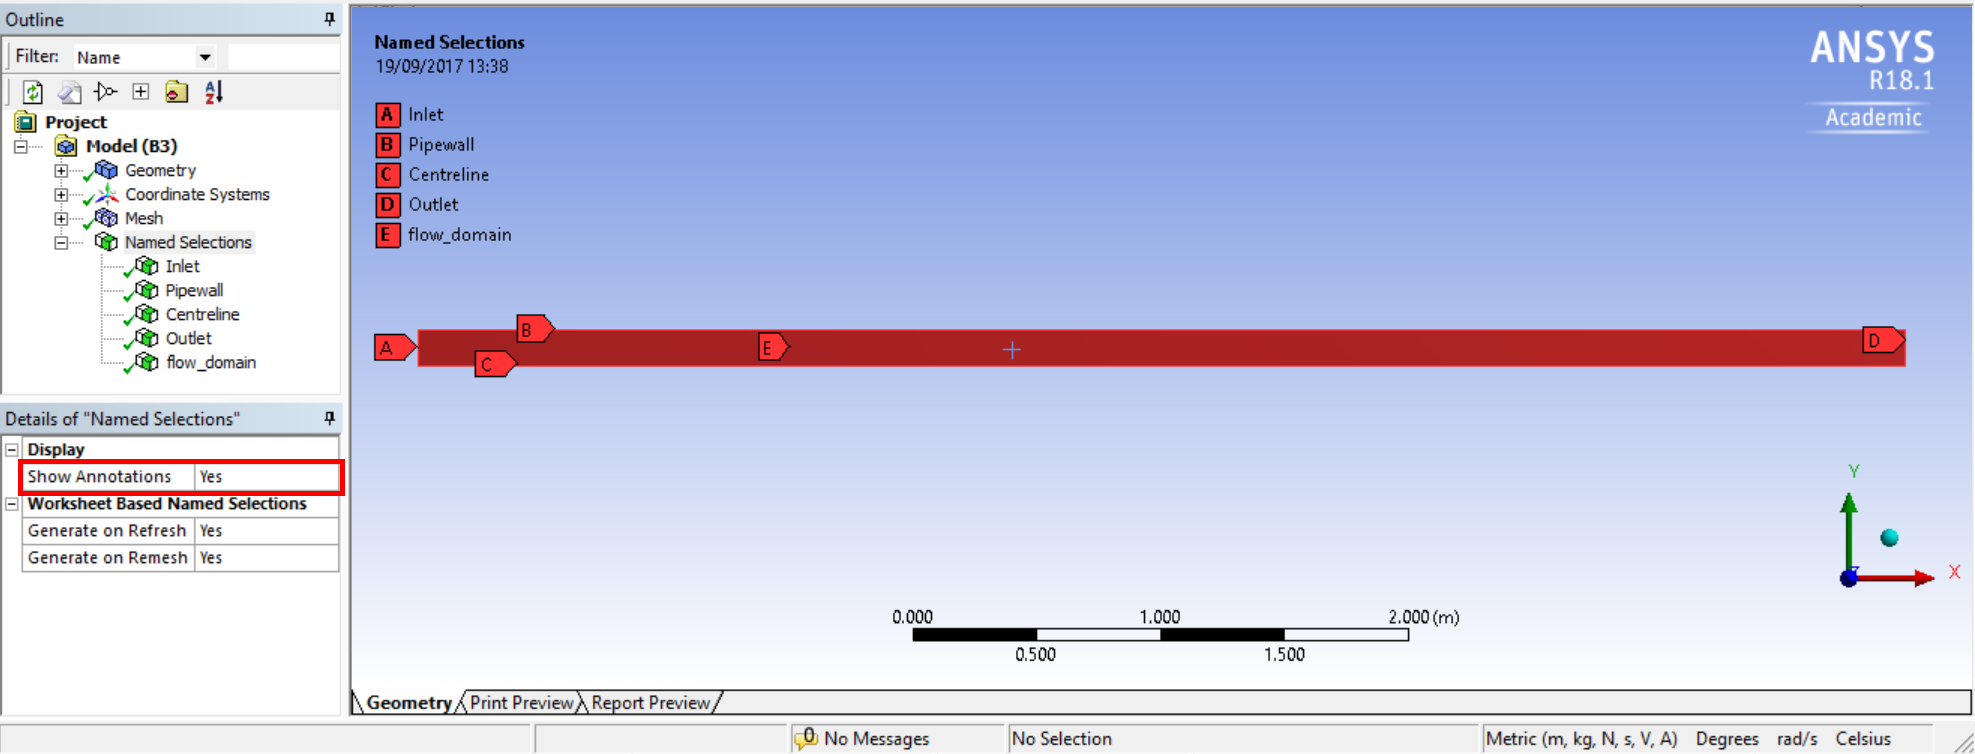 Outline
Filter: Name
Project
Model (B3)
Geometry
Coordinate Systems
Mesh
Named Selections
Inlet
Pipewall
Centreline
Outlet
flow_domain
Details of "Named Selections"
Display
Show Annotations Yes
Worksheet Based Named Selections
Generate on Refresh Yes
Generate on Remesh Yes
Named Selections
19/09/2017 13:38
A Inlet
B Pipewall
C Centreline
D Outlet
E flow_domain
ANSYS
R18.1
Academic
A
B
C
E
D
Y
X
Z
0.000 1.000 2.000 (m)
0.500 1.500
Geometry Print Preview Report Preview
0 No Messages No Selection Metric (m, kg, N, s, V, A) Degrees rad/s Celsius